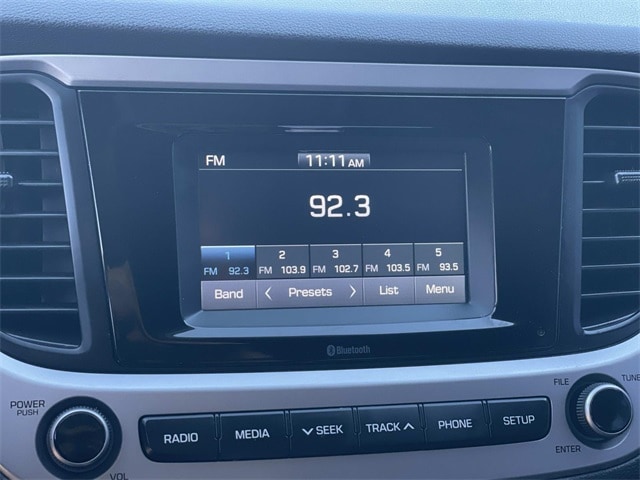 FM 11:11 AM
92.3
1 2 3 4 5
FM 92.3 FM 103.9 FM 102.7 FM 103.5 FM 93.5
Band < Presets > List Menu
Bluetooth
POWER
PUSH
VOL
RADIO MEDIA SEEK TRACK PHONE SETUP
FILE TUNE
ENTER